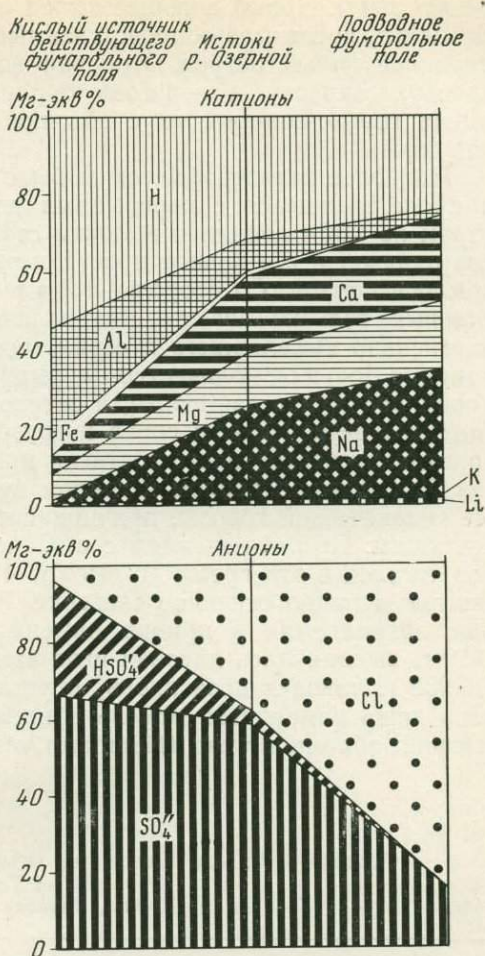 Кислый источник действующего фумарольного поля
Истоки р. Озерной
Подводное фумарольное поле
Мг-экв%
Катионы
100
80
60
40
20
0
H
Al
Fe
Ca
Mg
Na
K
Li
Мг-экв%
Анионы
100
80
60
40
20
0
HSO₄'
Cl
SO₄''